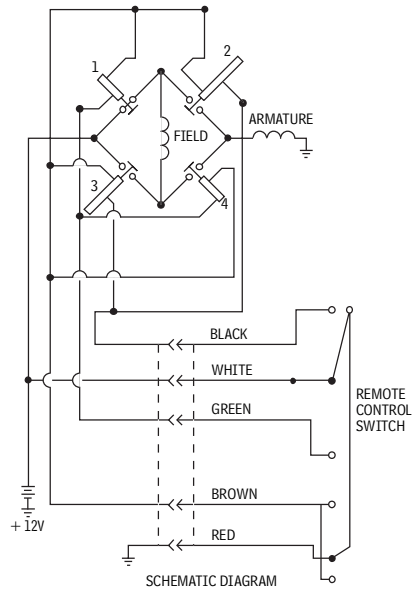 1
2
ARMATURE
FIELD
3
4
BLACK
WHITE
GREEN
REMOTE
CONTROL
SWITCH
BROWN
+ 12V
RED
SCHEMATIC DIAGRAM